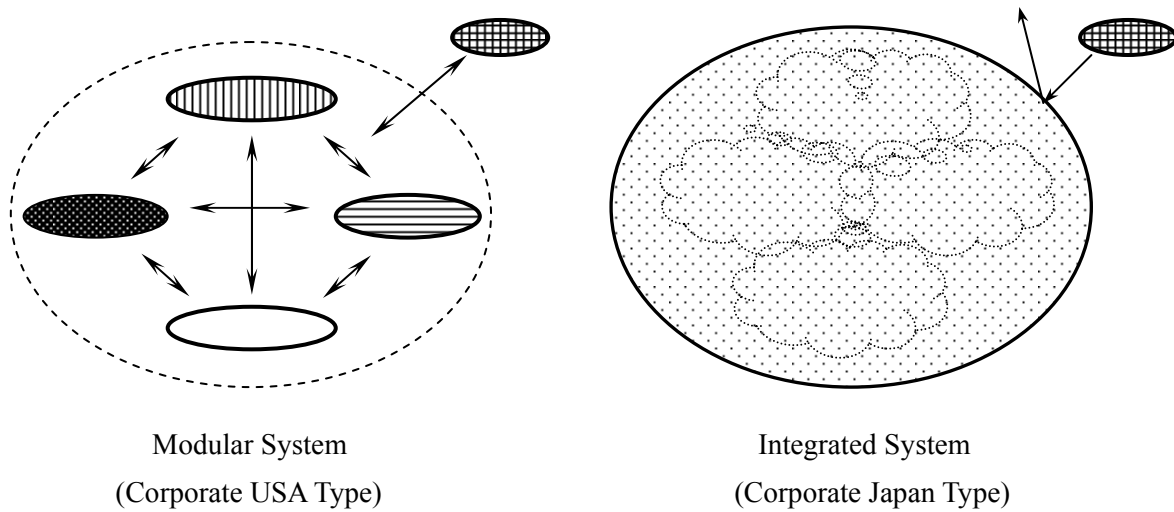 Modular System
(Corporate USA Type)
Integrated System
(Corporate Japan Type)